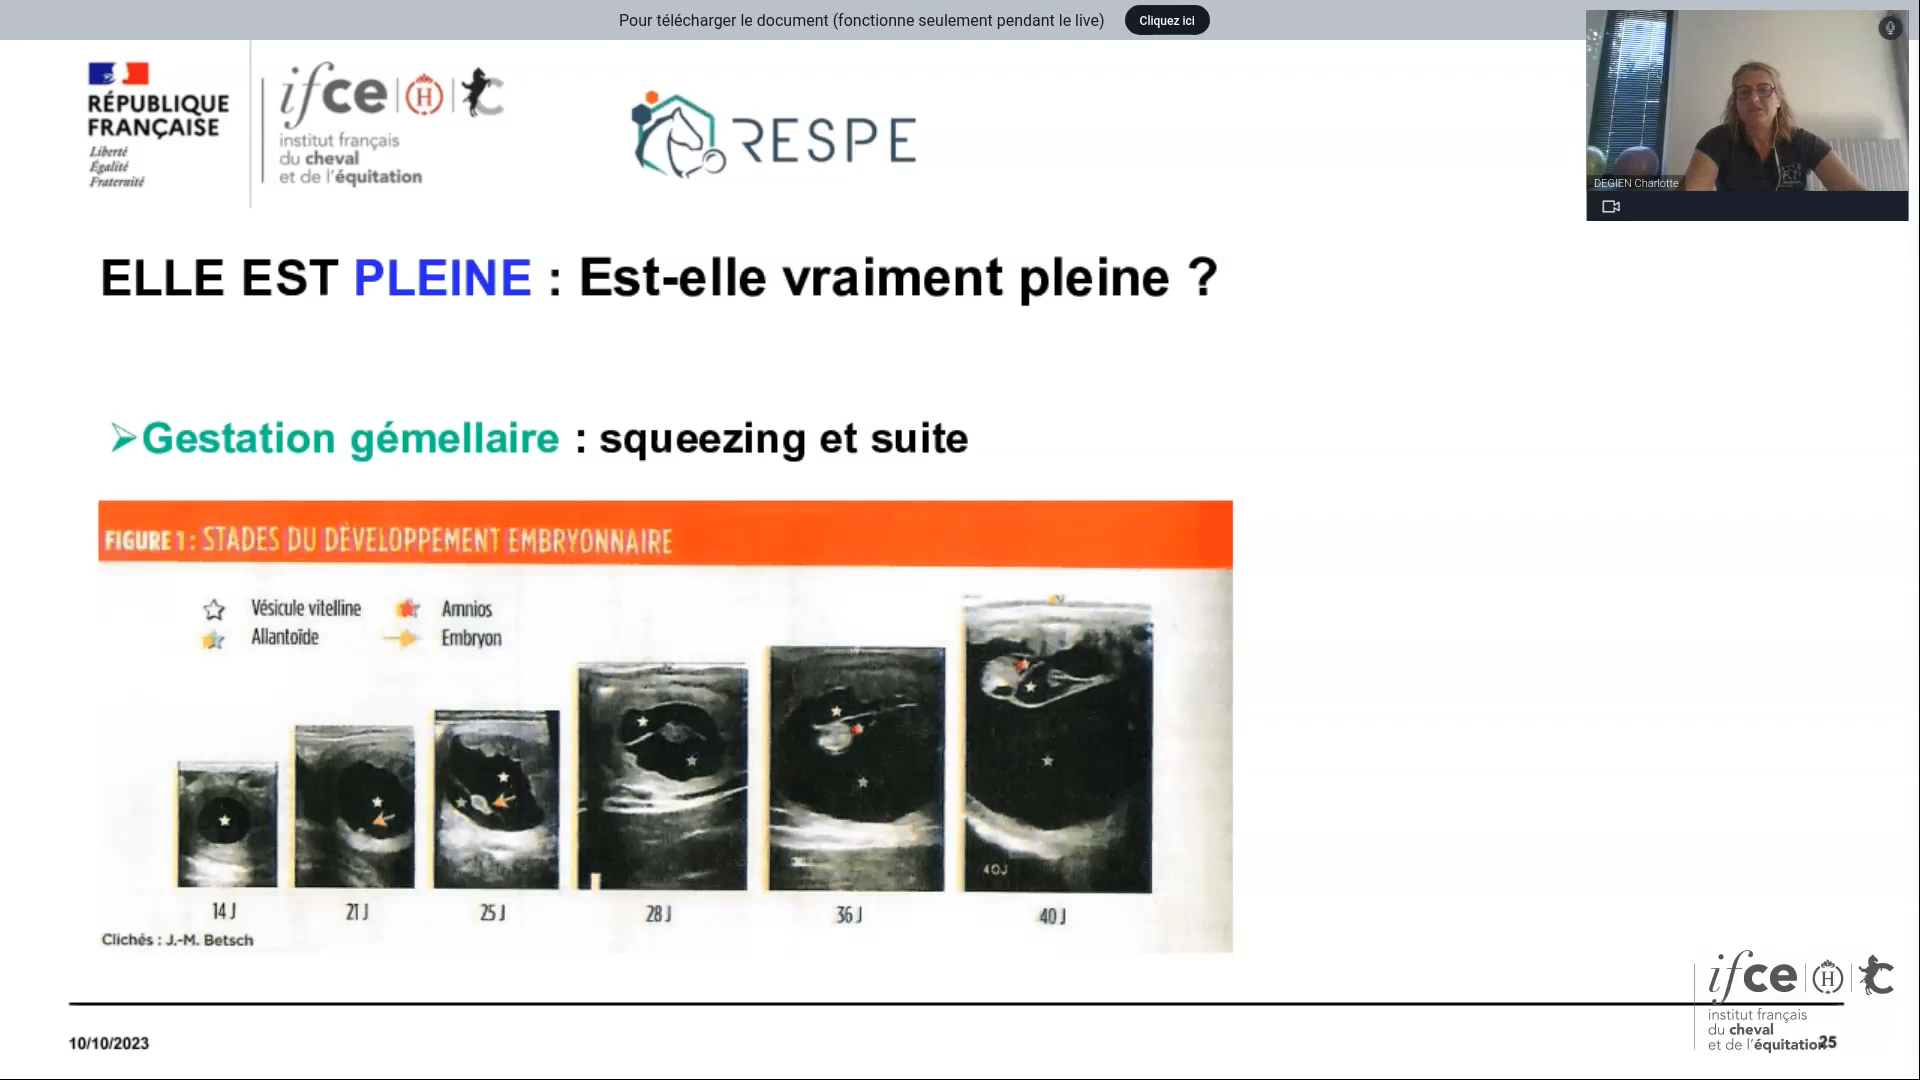 Pour télécharger le document (fonctionne seulement pendant le live)
Cliquez ici
RÉPUBLIQUE
FRANÇAISE
Liberté
Égalité
Fraternité
ifce | H | C
institut français
du cheval
et de l'équitation
RESPE
DEGIEN Charlotte
ELLE EST PLEINE : Est-elle vraiment pleine ?
➢Gestation gémellaire : squeezing et suite
FIGURE 1 : STADES DU DÉVELOPPEMENT EMBRYONNAIRE
Vésicule vitelline
Amnios
Allantoïde
Embryon
40J
14 J
21 J
25 J
28 J
36 J
40 J
Clichés : J.-M. Betsch
ifce | H | C
institut français
du cheval
et de l'équitation
10/10/2023
25